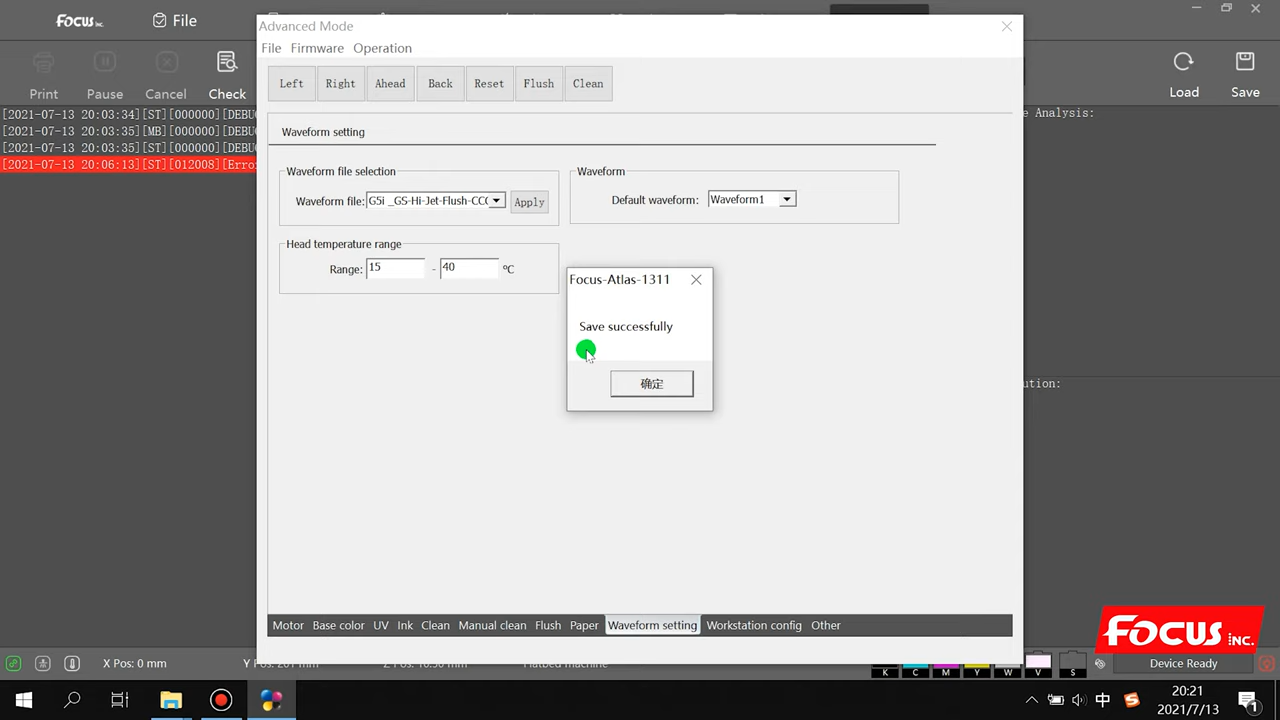 FOCUS INC.
File
Advanced Mode
File Firmware Operation
Left Right Ahead Back Reset Flush Clean
Print Pause Cancel Check
Load Save
[2021-07-13 20:03:34][ST][000000][DEBU
[2021-07-13 20:03:35][MB][000000][DEBU
[2021-07-13 20:03:35][ST][000000][DEBU
[2021-07-13 20:06:13][ST][012008][Erro
e Analysis:
Waveform setting
Waveform file selection
Waveform file: G5i _GS-Hi-Jet-Flush-CCC Apply
Waveform
Default waveform: Waveform1
Head temperature range
Range: 15 - 40 ºC
Focus-Atlas-1311
Save successfully
确定
ution:
Motor Base color UV Ink Clean Manual clean Flush Paper Waveform setting Workstation config Other
FOCUS INC.
X Pos: 0 mm
Flatbed machine
K C M Y W V S
Device Ready
中
20:21
2021/7/13
1